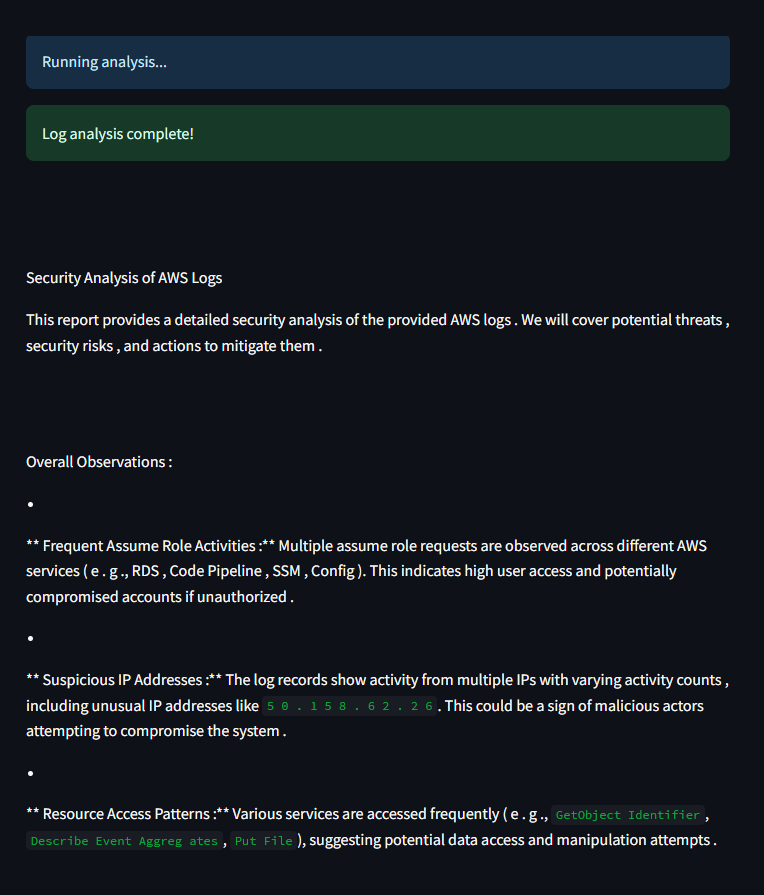 Running analysis...
Log analysis complete!
Security Analysis of AWS Logs
This report provides a detailed security analysis of the provided AWS logs . We will cover potential threats ,
security risks , and actions to mitigate them .
Overall Observations :
•
** Frequent Assume Role Activities :** Multiple assume role requests are observed across different AWS
services ( e . g ., RDS , Code Pipeline , SSM , Config ). This indicates high user access and potentially
compromised accounts if unauthorized .
•
** Suspicious IP Addresses :** The log records show activity from multiple IPs with varying activity counts ,
including unusual IP addresses like 5 0 . 1 5 8 . 6 2 . 2 6 . This could be a sign of malicious actors
attempting to compromise the system .
•
** Resource Access Patterns :** Various services are accessed frequently ( e . g ., GetObject Identifier ,
Describe Event Aggreg ates , Put File ), suggesting potential data access and manipulation attempts .